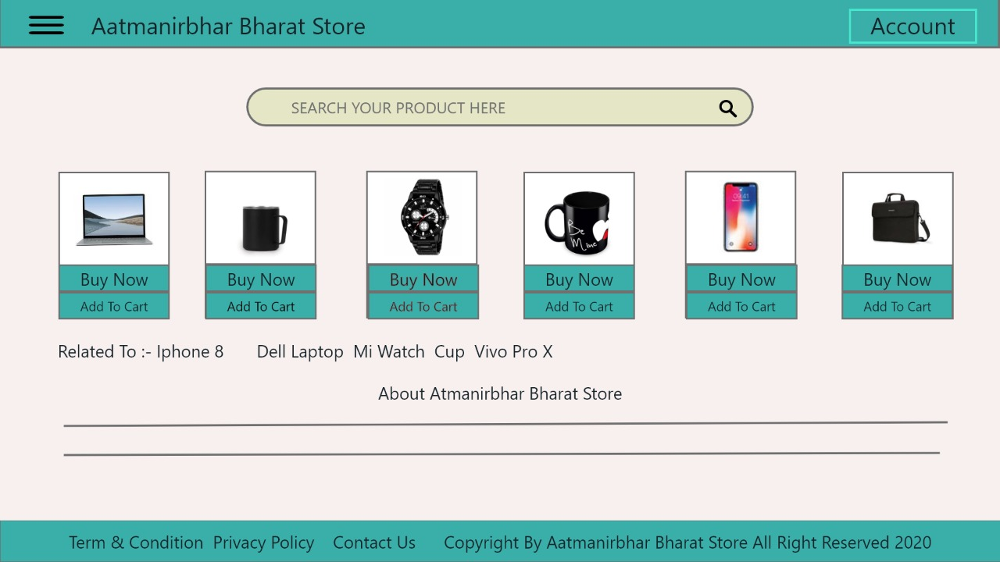 Aatmanirbhar Bharat Store
Account
SEARCH YOUR PRODUCT HERE
09:41
Be
Mine
Buy Now Buy Now Buy Now Buy Now Buy Now Buy Now
Add To Cart Add To Cart Add To Cart Add To Cart Add To Cart Add To Cart
Related To :- Iphone 8 Dell Laptop Mi Watch Cup Vivo Pro X
About Atmanirbhar Bharat Store
Term & Condition Privacy Policy Contact Us Copyright By Aatmanirbhar Bharat Store All Right Reserved 2020